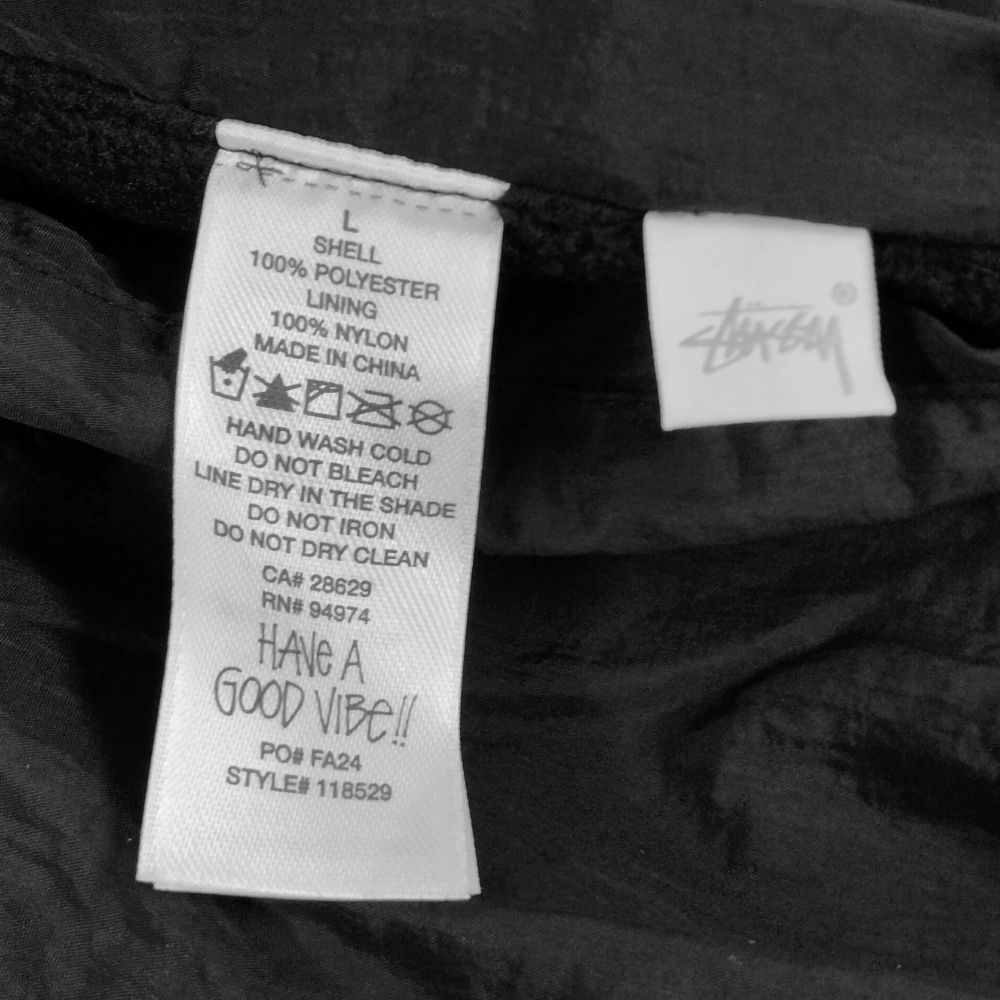 L
SHELL
100% POLYESTER
LINING
100% NYLON
MADE IN CHINA
HAND WASH COLD
DO NOT BLEACH
LINE DRY IN THE SHADE
DO NOT IRON
DO NOT DRY CLEAN
CA# 28629
RN# 94974
HAVE A
GOOD VIBE!!
PO# FA24
STYLE# 118529
STÜSSY ®